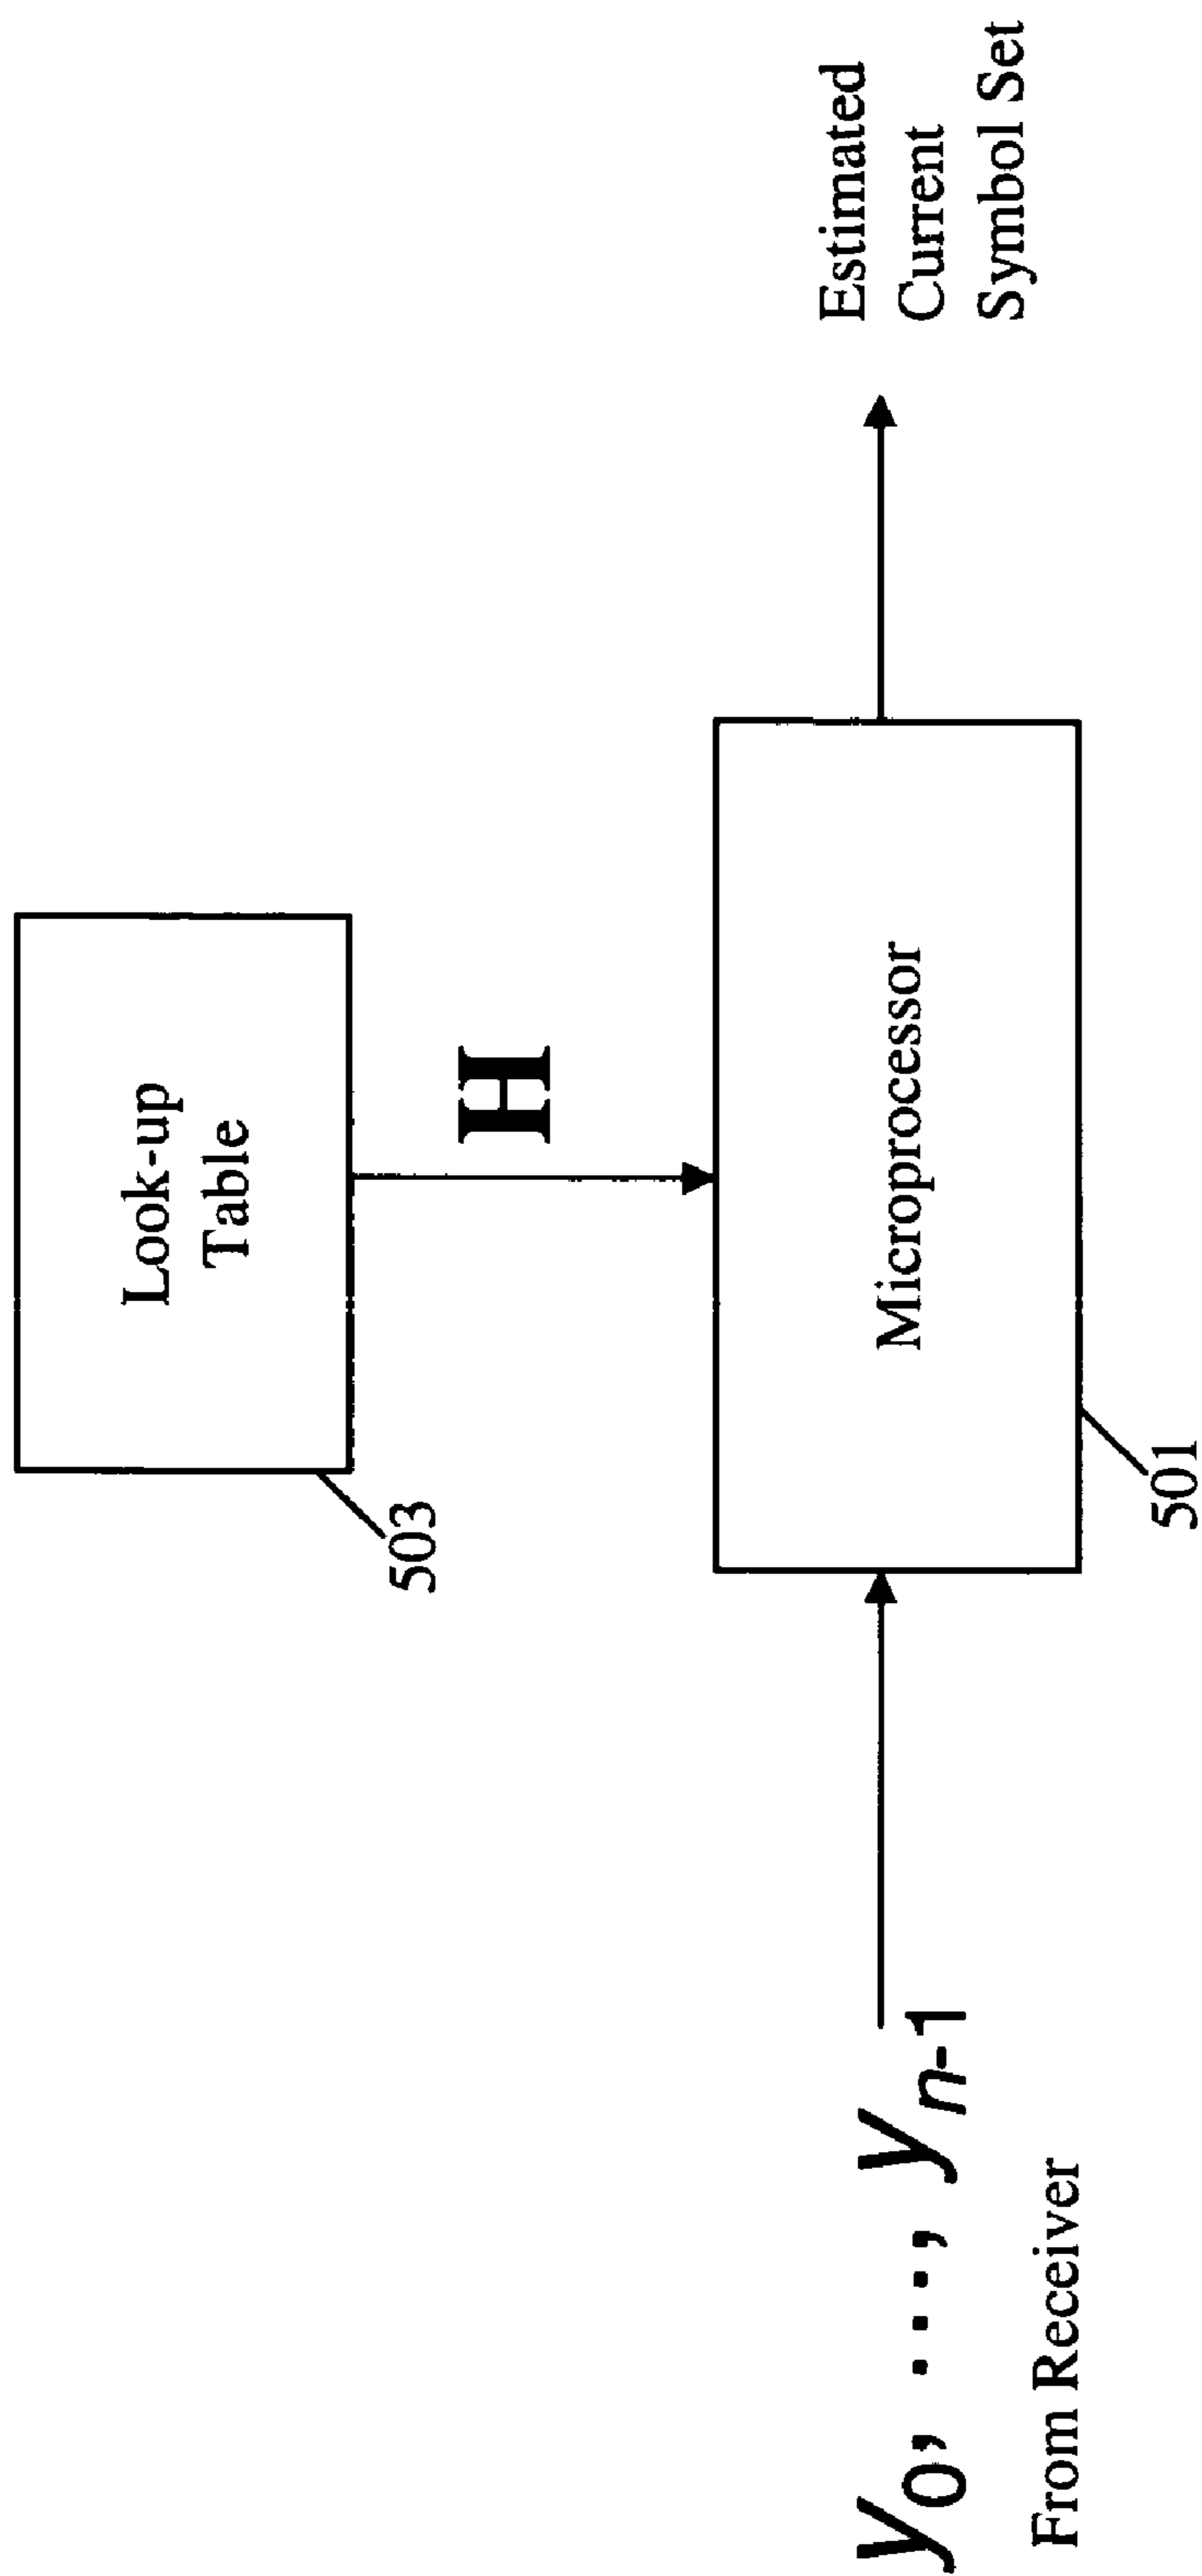 Look-up
Table
503
H
Microprocessor
501
y0, ..., yn-1
From Receiver
Estimated
Current
Symbol Set